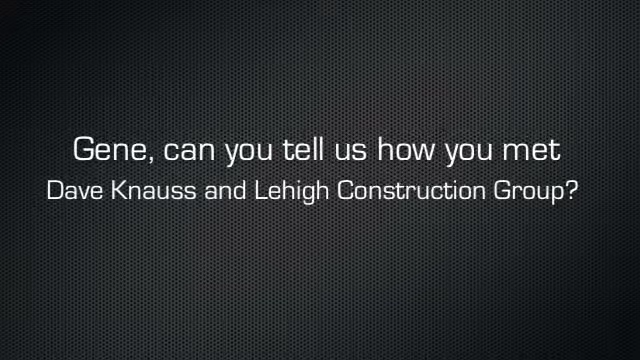 Gene, can you tell us how you met
Dave Knauss and Lehigh Construction Group?